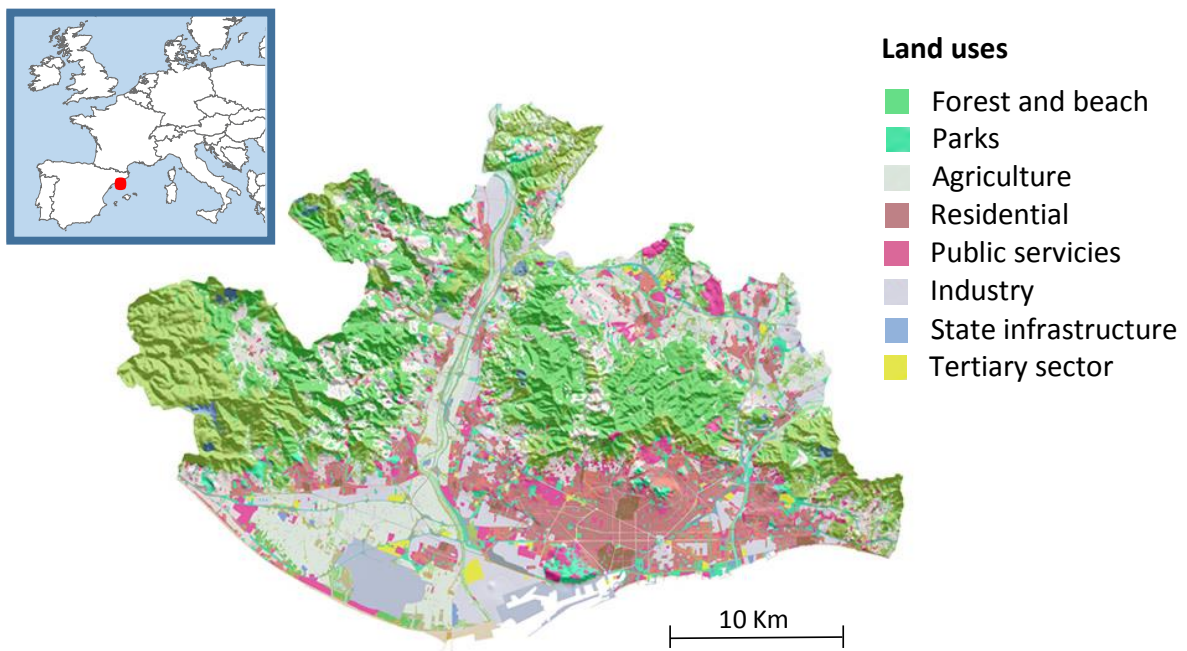 Land uses
Forest and beach
Parks
Agriculture
Residential
Public servicies
Industry
State infrastructure
Tertiary sector
10 Km